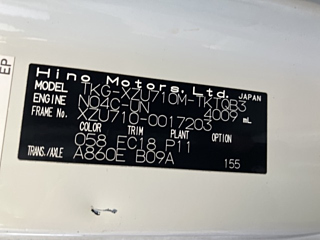 EP
Hino Motors, Ltd. JAPAN
MODEL TKG-XZU710M-TKTQB3
ENGINE N04C-UN 4009 mL
FRAME No. XZU710-0017203
COLOR TRIM PLANT OPTION
058 FC18 P11
TRANS./AXLE A860E B09A 155